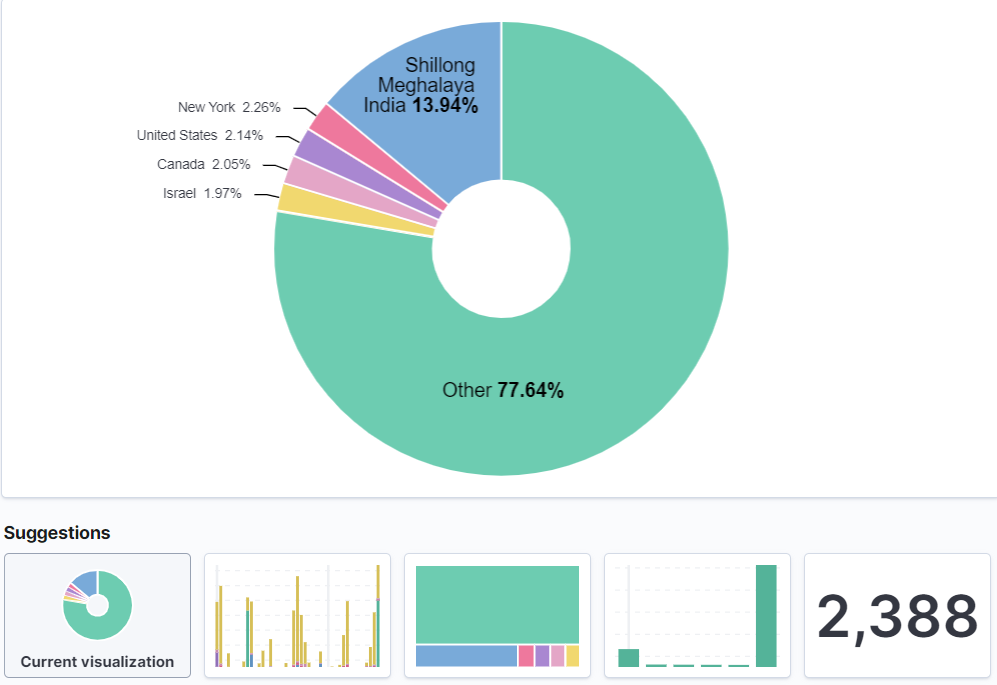 Shillong
Meghalaya
India 13.94%
New York 2.26%
United States 2.14%
Canada 2.05%
Israel 1.97%
Other 77.64%
Suggestions
Current visualization
2,388